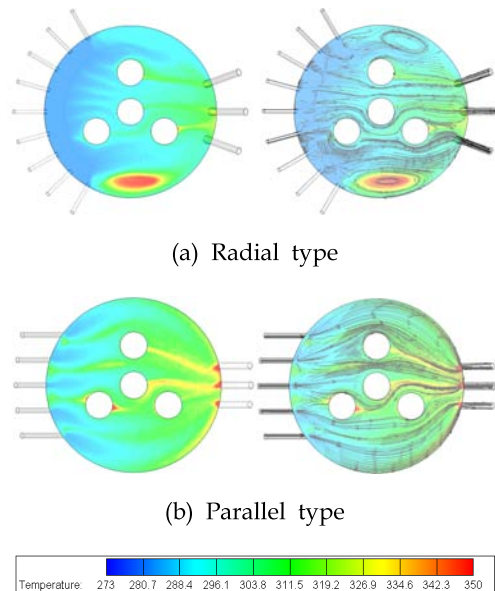 (a) Radial type
(b) Parallel type
Temperature: 273 280.7 288.4 296.1 303.8 311.5 319.2 326.9 334.6 342.3 350